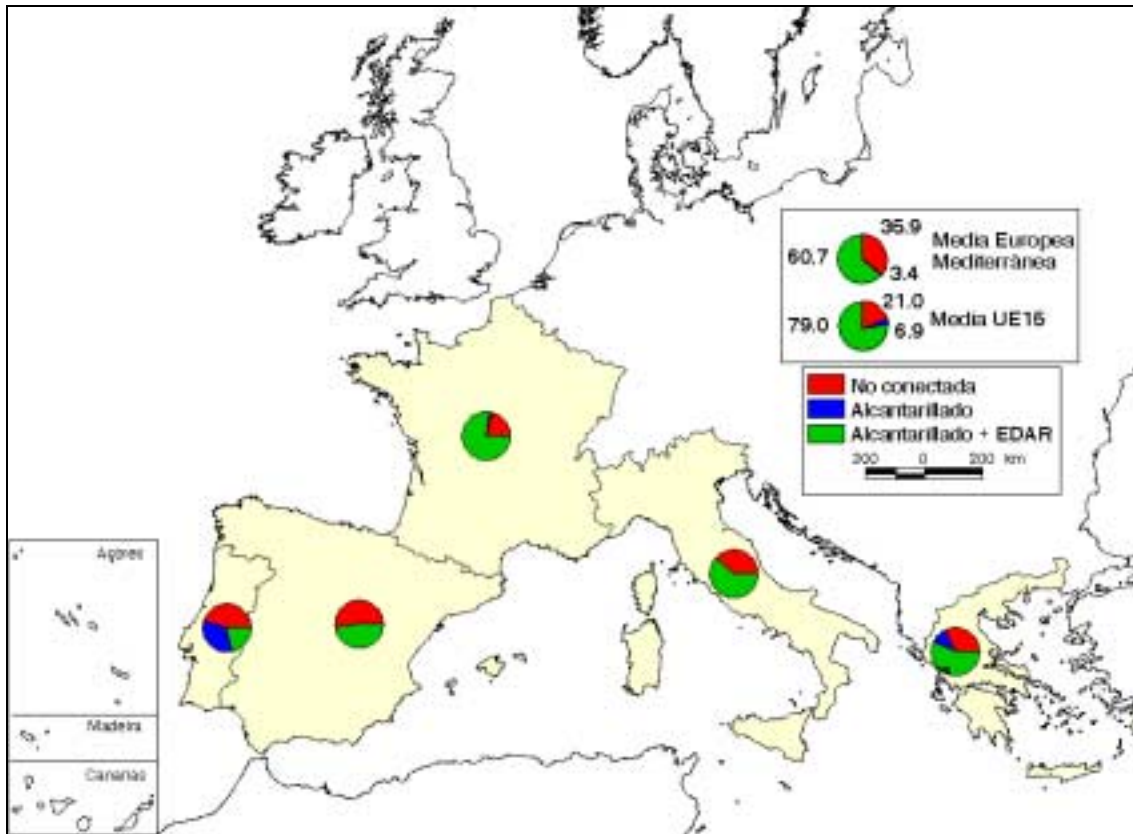 35.9
60.7
Media Europea
Mediterránea
3.4
21.0
79.0
Media UE15
6.9
No conectada
Alcantarillado
Alcantarillado + EDAR
200 0 200 km
Açores
Madeira
Canarias